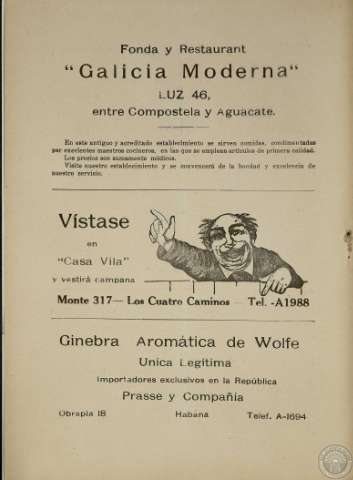 Fonda y Restaurant
"Galicia Moderna"
LUZ 46,
entre Compostela y Aguacate.
En este antiguo y acreditado establecimiento se sirven comidas, condimentadas
por excelentes maestros cocineros, en las que se emplean artículos de primera calidad.
Los precios son sumamente módicos.
Visite nuestro establecimiento y se convencerá de la bondad y excelencia de
nuestro servicio.
Vístase
en
"Casa Vila"
y vestirá campana
Monte 317— Los Cuatro Caminos — Tel. -A1988
Ginebra Aromática de Wolfe
Unica Legítima
Importadores exclusivos en la República
Prasse y Compañía
Obrapía 18 Habana Telef. A-1694